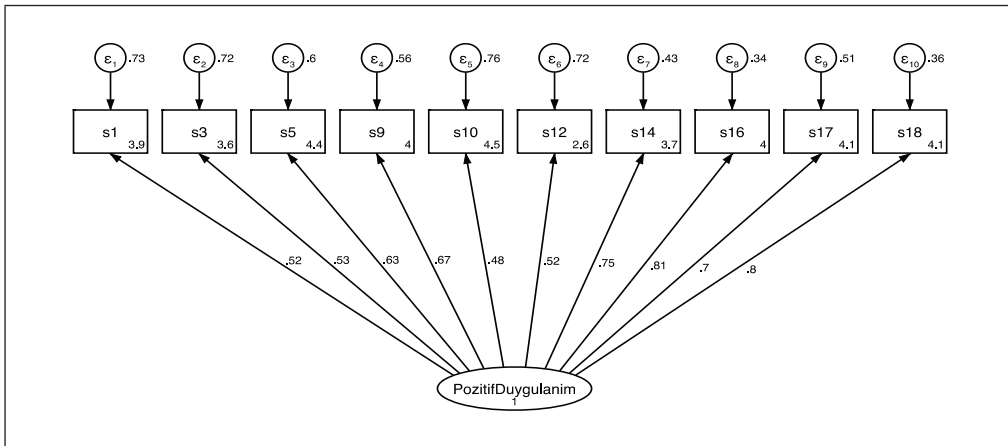 ε1 .73 ε2 .72 ε3 .6 ε4 .56 ε5 .76 ε6 .72 ε7 .43 ε8 .34 ε9 .51 ε10 .36
s1 s3 s5 s9 s10 s12 s14 s16 s17 s18
3.9 3.6 4.4 4 4.5 2.6 3.7 4 4.1 4.1
.52 .53 .63 .67 .48 .52 .75 .81 .7 .8
PozitifDuygulanim
1